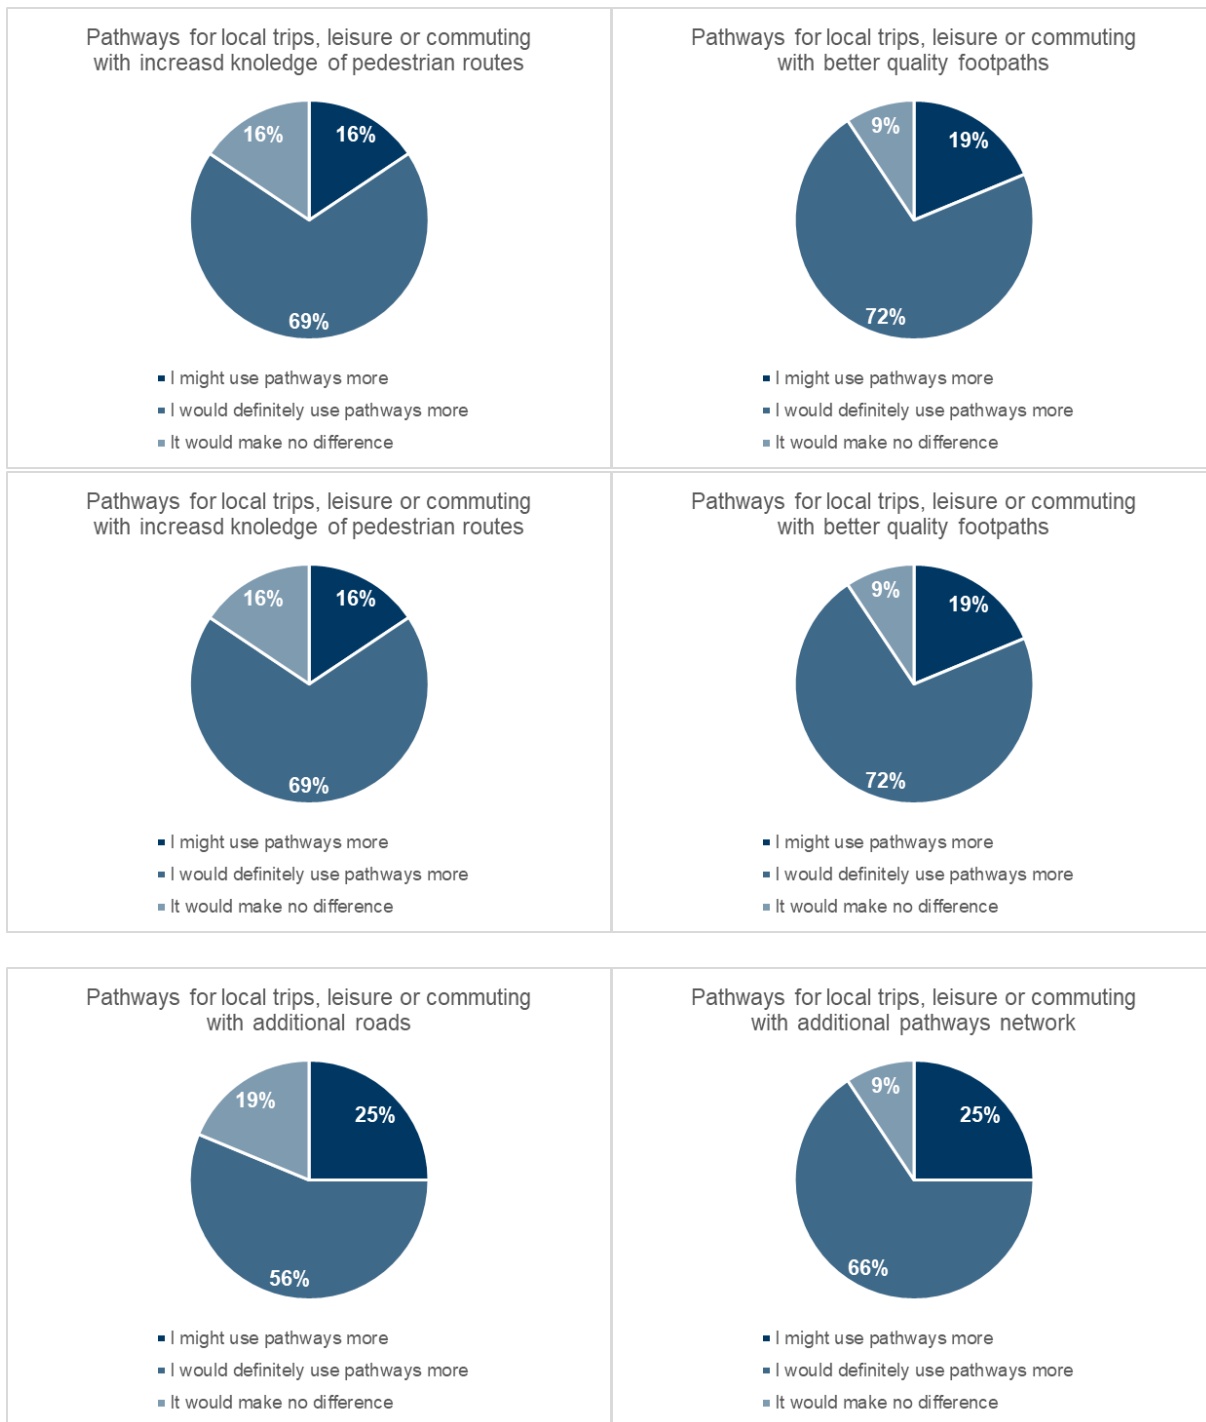 Pathways for local trips, leisure or commuting
with increasd knoledge of pedestrian routes
16%
16%
69%
I might use pathways more
I would definitely use pathways more
It would make no difference
Pathways for local trips, leisure or commuting
with better quality footpaths
9%
19%
72%
I might use pathways more
I would definitely use pathways more
It would make no difference
Pathways for local trips, leisure or commuting
with increasd knoledge of pedestrian routes
16%
16%
69%
I might use pathways more
I would definitely use pathways more
It would make no difference
Pathways for local trips, leisure or commuting
with better quality footpaths
9%
19%
72%
I might use pathways more
I would definitely use pathways more
It would make no difference
Pathways for local trips, leisure or commuting
with additional roads
19%
25%
56%
I might use pathways more
I would definitely use pathways more
It would make no difference
Pathways for local trips, leisure or commuting
with additional pathways network
9%
25%
66%
I might use pathways more
I would definitely use pathways more
It would make no difference